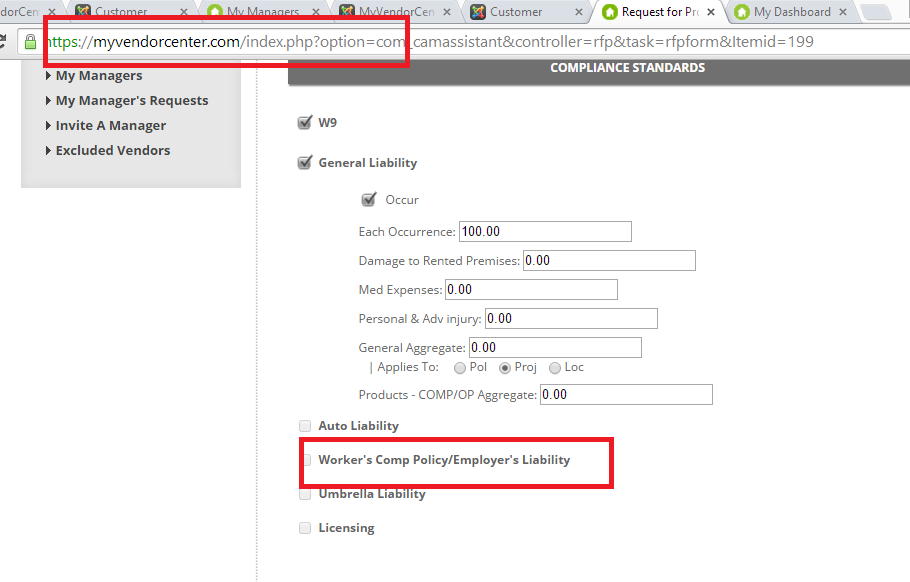 dorCen Customer My Managers MyVendorCen Customer Request for Pro My Dashboard
https://myvendorcenter.com/index.php?option=com_camassistant&controller=rfp&task=rfpform&Itemid=199
My Managers
My Manager's Requests
Invite A Manager
Excluded Vendors
COMPLIANCE STANDARDS
W9
General Liability
Occur
Each Occurrence: 100.00
Damage to Rented Premises: 0.00
Med Expenses: 0.00
Personal & Adv injury: 0.00
General Aggregate: 0.00
| Applies To: Pol Proj Loc
Products - COMP/OP Aggregate: 0.00
Auto Liability
Worker's Comp Policy/Employer's Liability
Umbrella Liability
Licensing